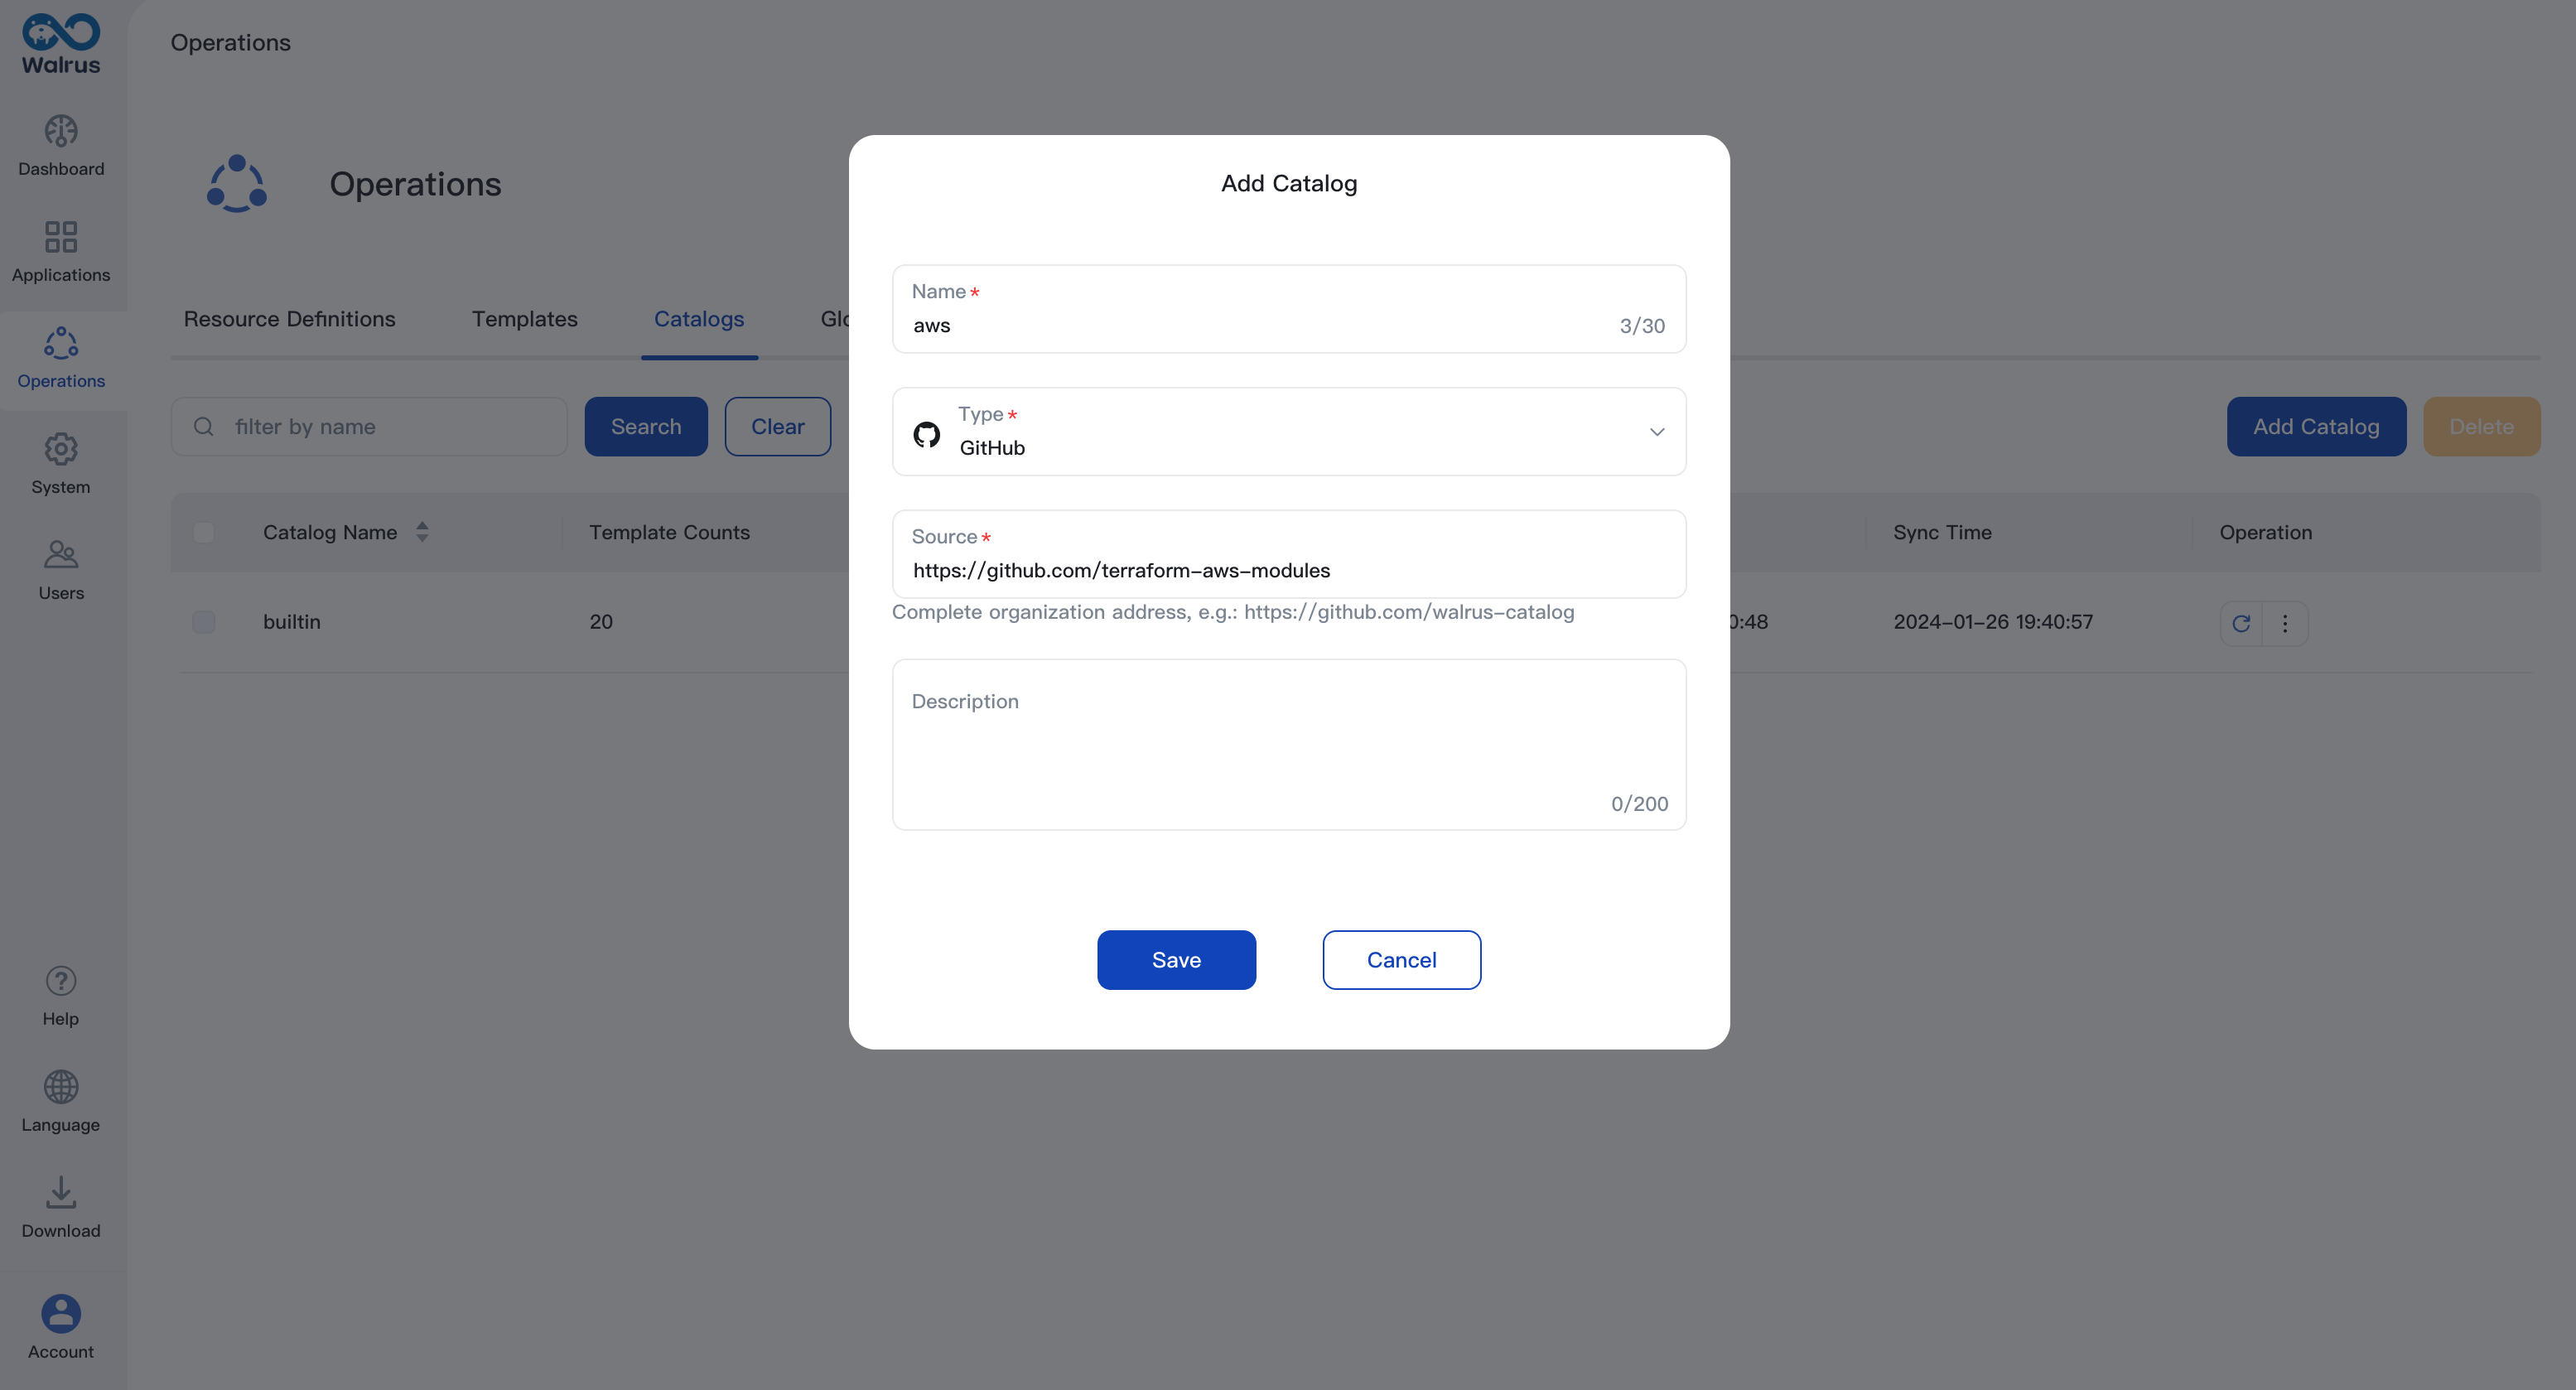 Walrus
Operations
Dashboard
Applications
Operations
System
Users
Help
Language
Download
Account
Operations
Resource Definitions
Templates
Catalogs
filter by name
Search
Clear
Add Catalog
Delete
Catalog Name
Template Counts
Sync Time
Operation
builtin
20
0:48
2024-01-26 19:40:57
Add Catalog
Name *
aws
3/30
Type *
GitHub
Source *
https://github.com/terraform-aws-modules
Complete organization address, e.g.: https://github.com/walrus-catalog
Description
0/200
Save
Cancel